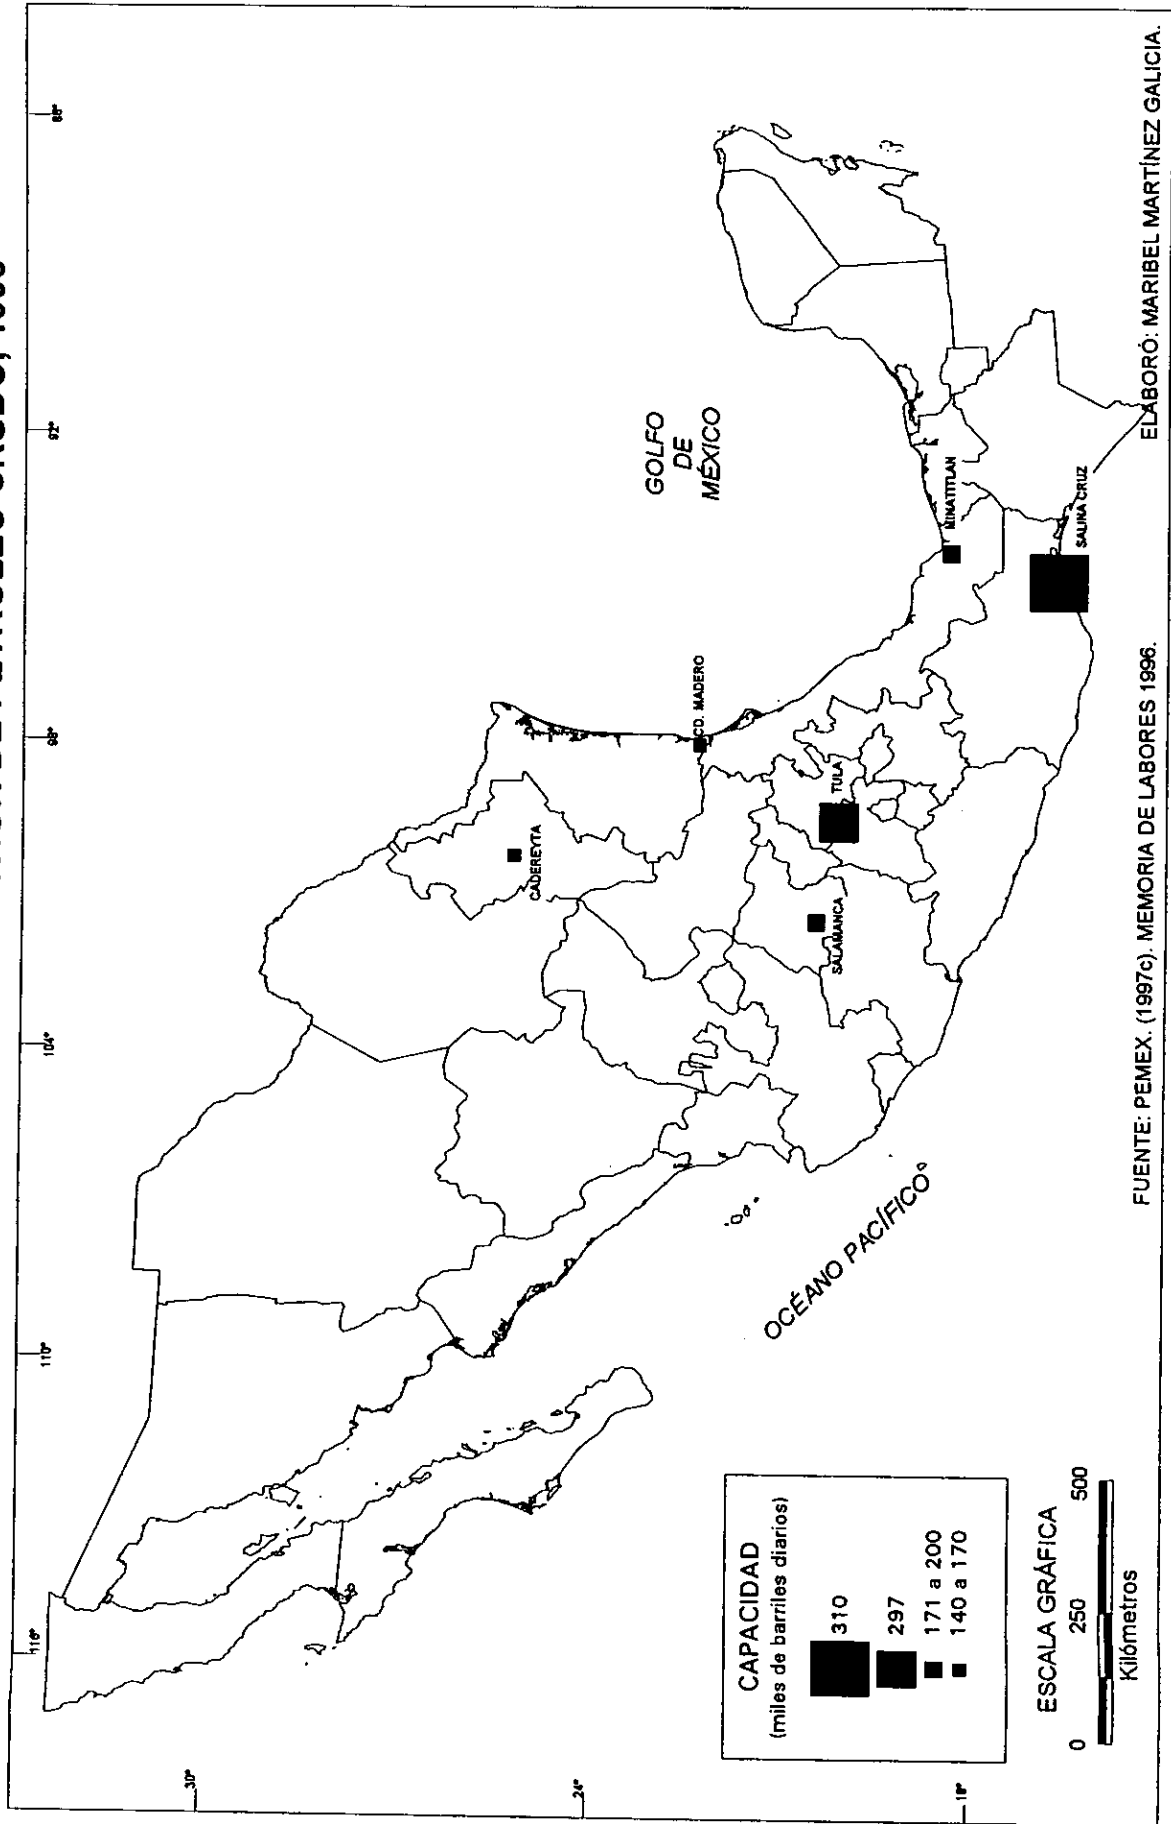 116°
110°
104°
98°
92°
88°
30°
24°
18°
GOLFO
DE
MÉXICO
OCÉANO PACÍFICO
CADEREYTA
CD. MADERO
SALAMANCA
TULA
MINATITLAN
SALINA CRUZ
CAPACIDAD
(miles de barriles diarios)
310
297
171 a 200
140 a 170
ESCALA GRÁFICA
0 250 500
Kilómetros
FUENTE: PEMEX. (1997c). MEMORIA DE LABORES 1996.
ELABORÓ: MARIBEL MARTÍNEZ GALICIA.